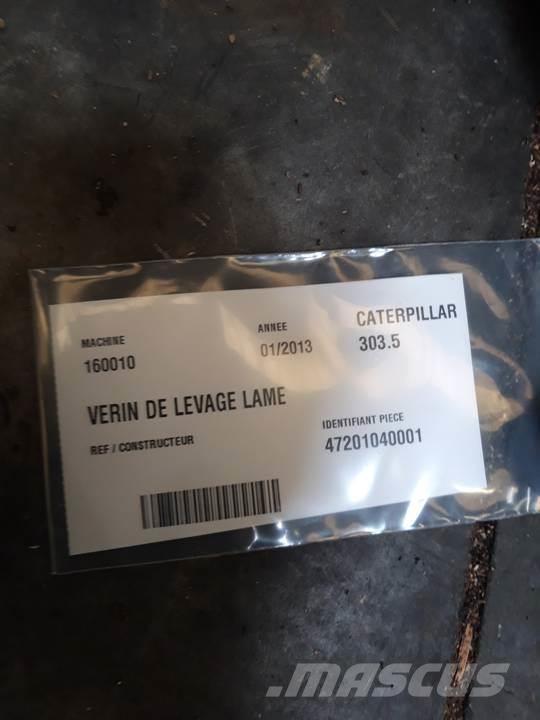 MACHINE
160010
ANNEE
01/2013
CATERPILLAR
303.5
VERIN DE LEVAGE LAME
REF / CONSTRUCTEUR
IDENTIFIANT PIECE
47201040001
MASCUS